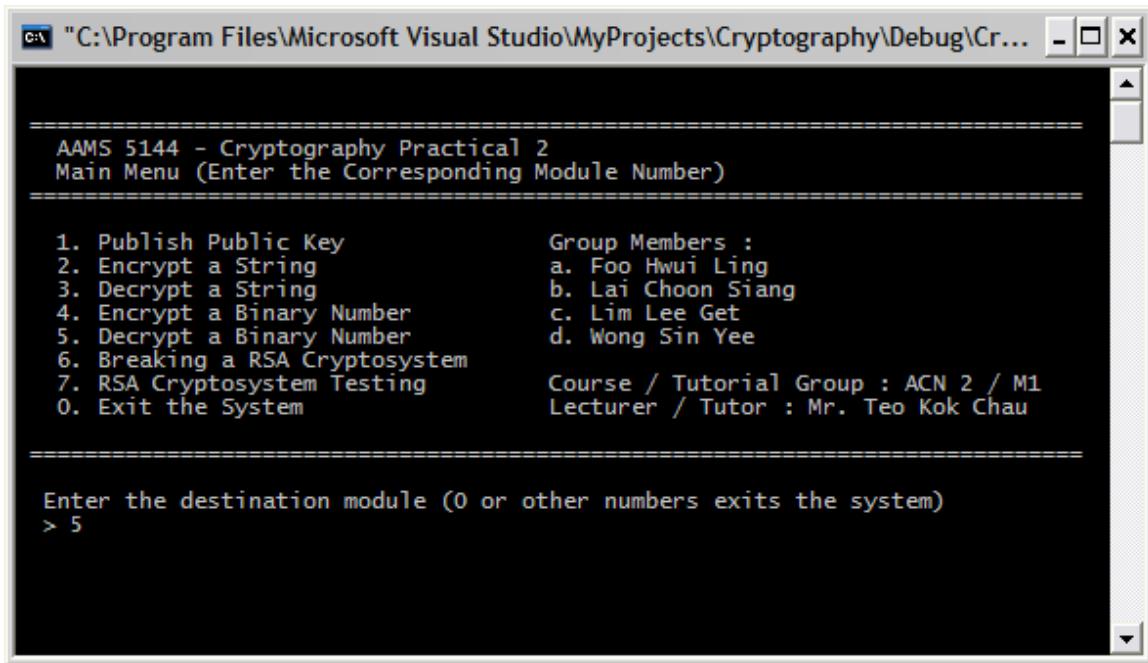 "C:\Program Files\Microsoft Visual Studio\MyProjects\Cryptography\Debug\Cr...
==============================================================================
AAMS 5144 - Cryptography Practical 2
Main Menu (Enter the Corresponding Module Number)
==============================================================================
1. Publish Public Key Group Members :
2. Encrypt a String a. Foo Hwui Ling
3. Decrypt a String b. Lai Choon Siang
4. Encrypt a Binary Number c. Lim Lee Get
5. Decrypt a Binary Number d. Wong Sin Yee
6. Breaking a RSA Cryptosystem
7. RSA Cryptosystem Testing Course / Tutorial Group : ACN 2 / M1
0. Exit the System Lecturer / Tutor : Mr. Teo Kok Chau
==============================================================================
Enter the destination module (0 or other numbers exits the system)
> 5